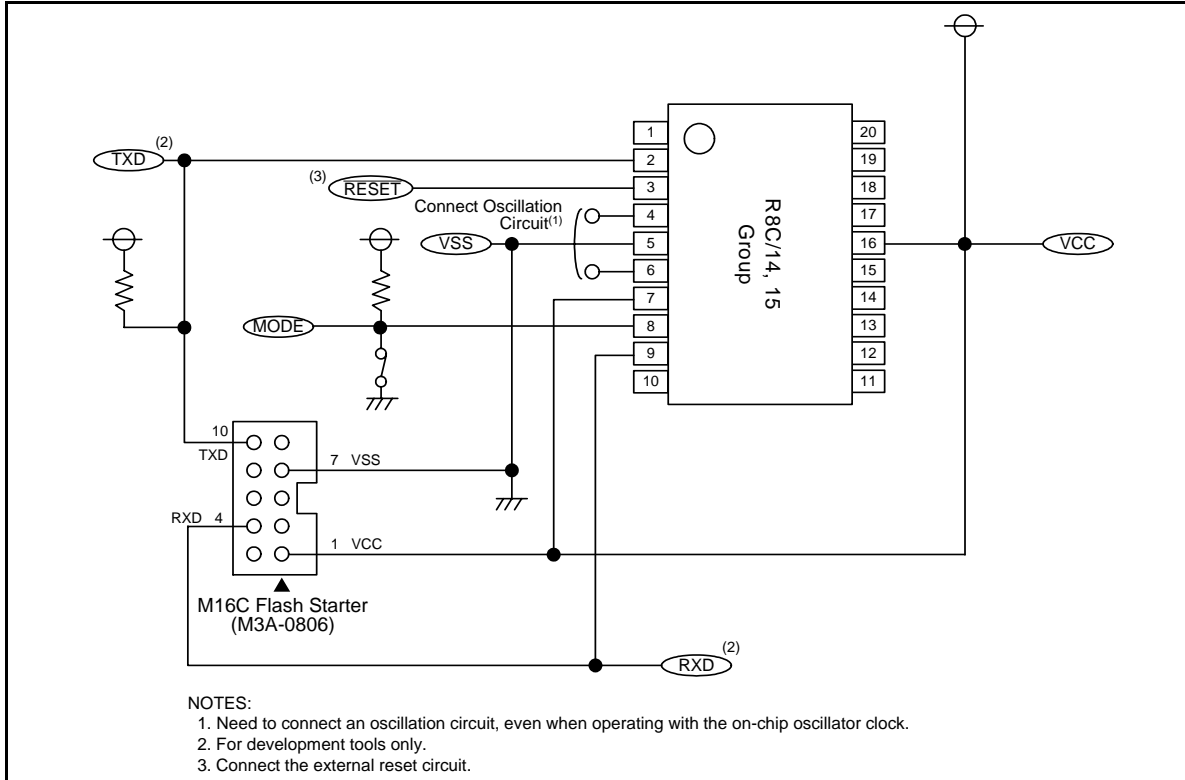 TXD
(2)
(3)
RESET
Connect Oscillation
Circuit(1)
VSS
MODE
1
2
3
4
5
6
7
8
9
10
R8C/14, 15
Group
20
19
18
17
16
15
14
13
12
11
VCC
10
TXD
7 VSS
RXD 4
1 VCC
M16C Flash Starter
(M3A-0806)
RXD
(2)
NOTES:
1. Need to connect an oscillation circuit, even when operating with the on-chip oscillator clock.
2. For development tools only.
3. Connect the external reset circuit.